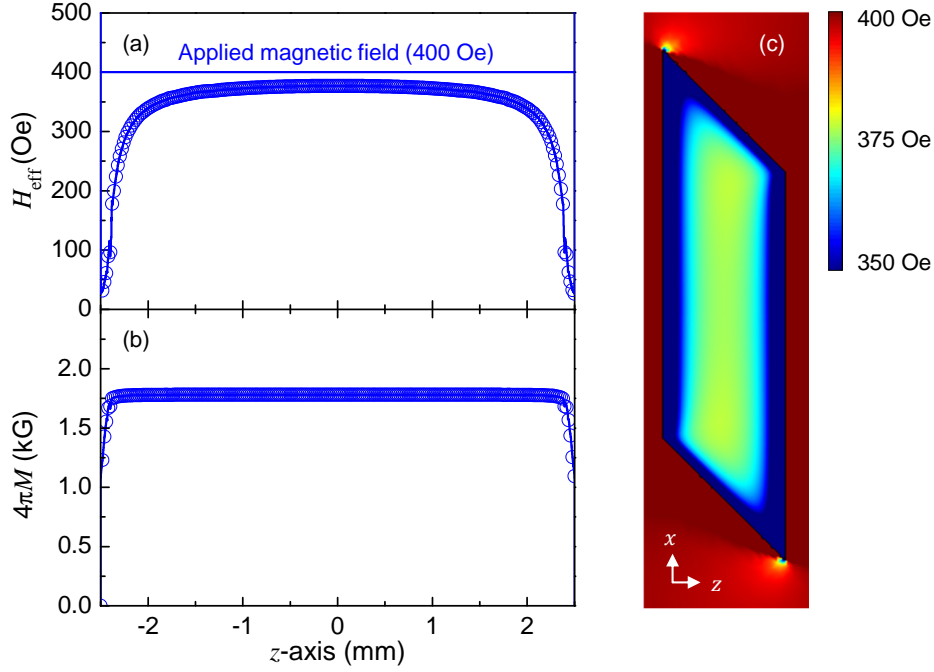 500
400
300
200
100
0
H_eff (Oe)
(a)
Applied magnetic field (400 Oe)
2.0
1.5
1.0
0.5
0.0
4πM (kG)
(b)
-2
-1
0
1
2
z-axis (mm)
(c)
x
z
400 Oe
375 Oe
350 Oe